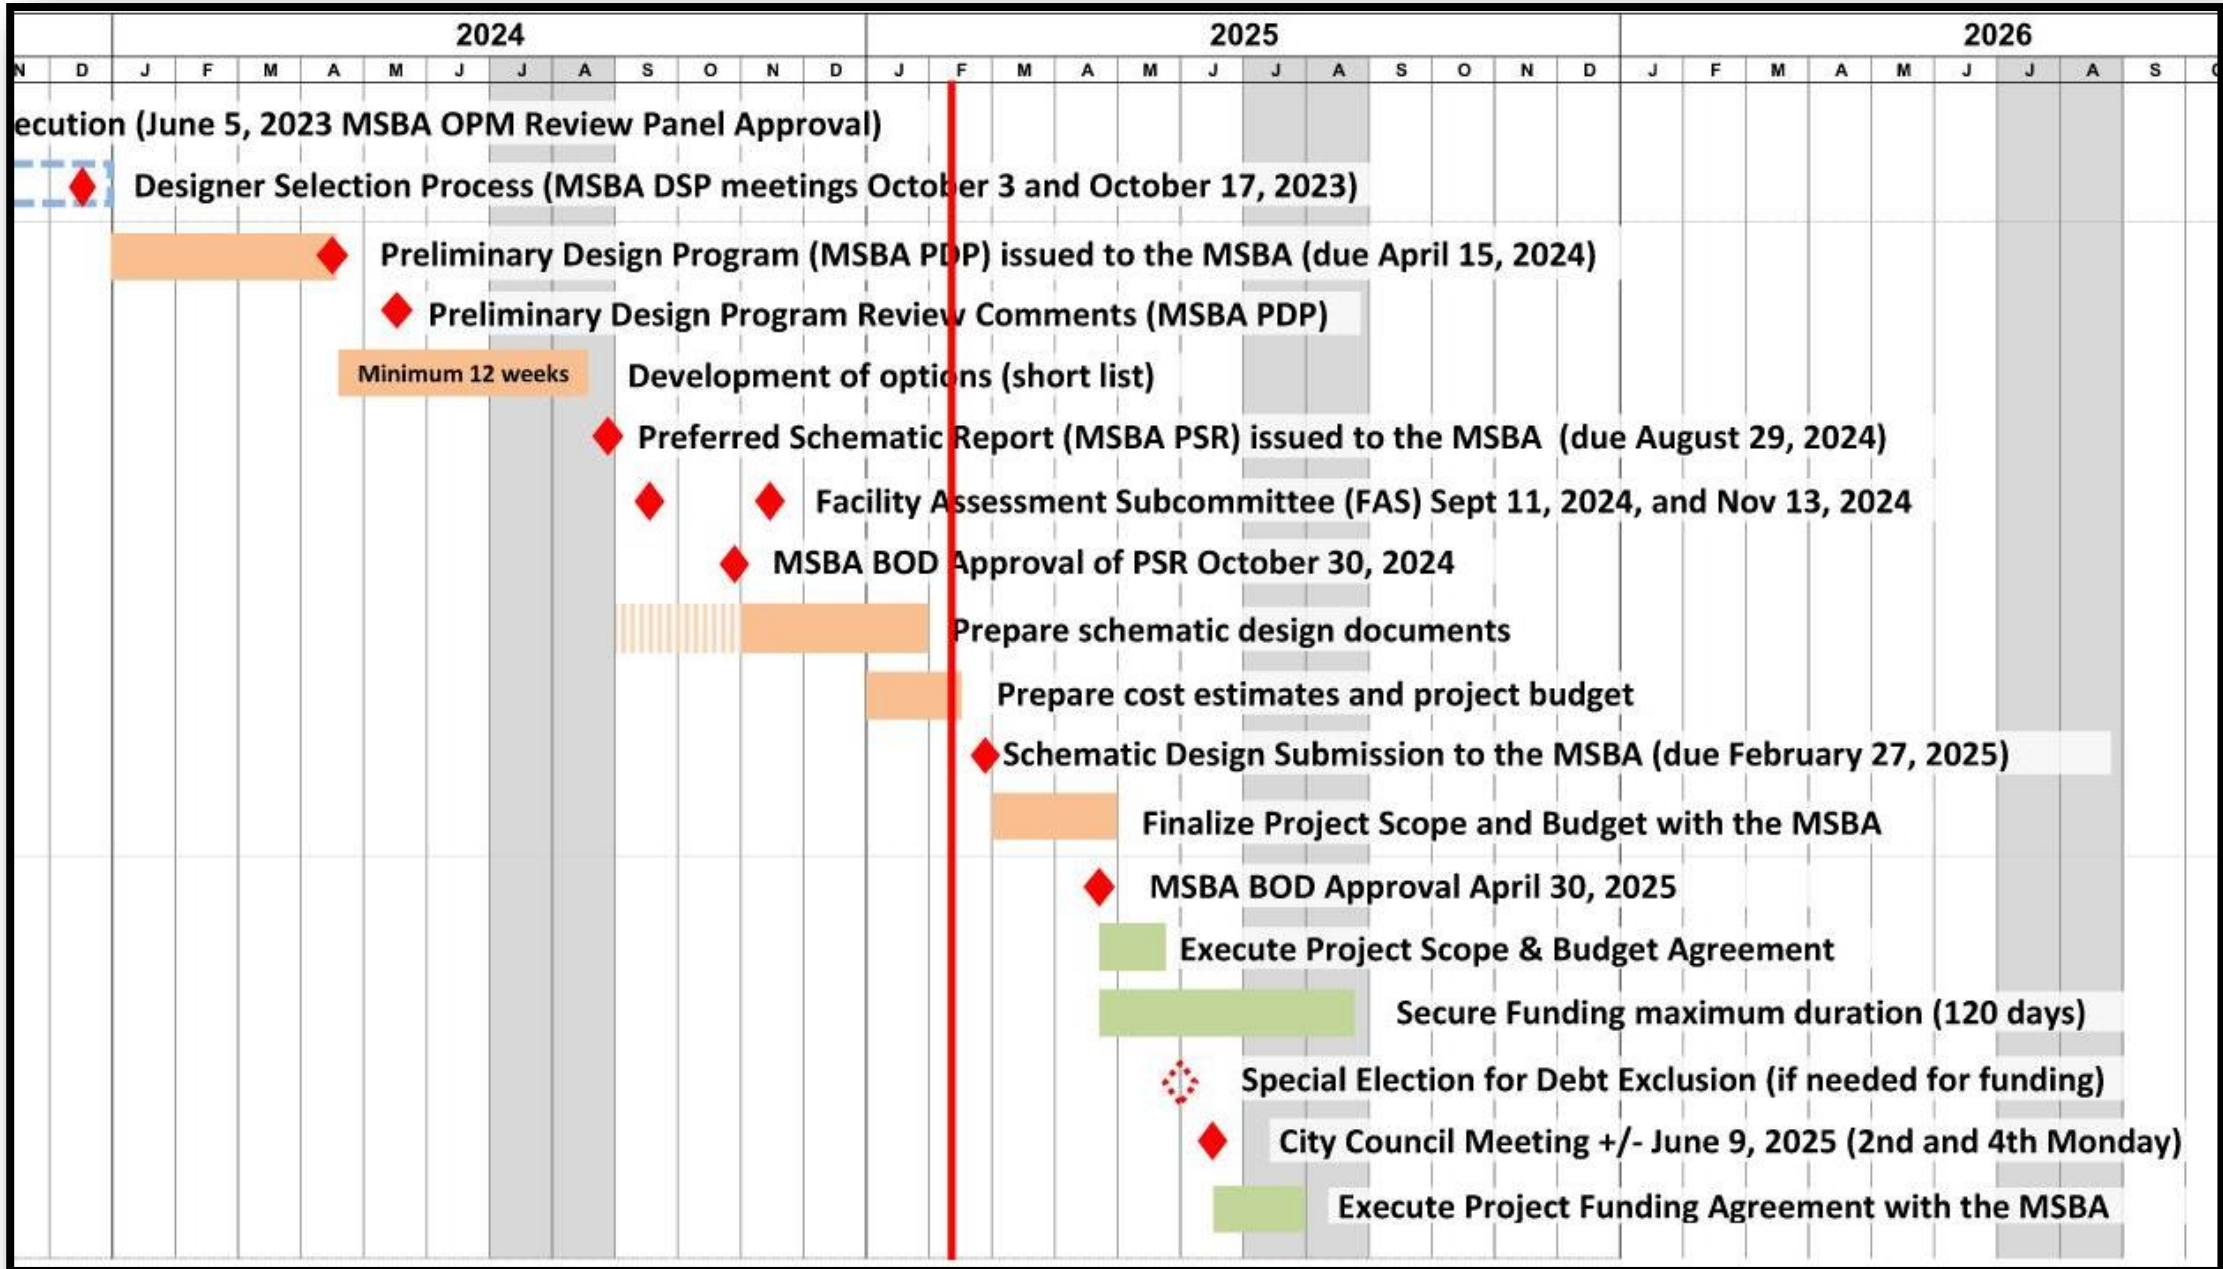 2024 2025 2026
N D J F M A M J J A S O N D J F M A M J J A S O N D J F M A M J J A S
ecution (June 5, 2023 MSBA OPM Review Panel Approval)
Designer Selection Process (MSBA DSP meetings October 3 and October 17, 2023)
Preliminary Design Program (MSBA PDP) issued to the MSBA (due April 15, 2024)
Preliminary Design Program Review Comments (MSBA PDP)
Minimum 12 weeks Development of options (short list)
Preferred Schematic Report (MSBA PSR) issued to the MSBA (due August 29, 2024)
Facility Assessment Subcommittee (FAS) Sept 11, 2024, and Nov 13, 2024
MSBA BOD Approval of PSR October 30, 2024
Prepare schematic design documents
Prepare cost estimates and project budget
Schematic Design Submission to the MSBA (due February 27, 2025)
Finalize Project Scope and Budget with the MSBA
MSBA BOD Approval April 30, 2025
Execute Project Scope & Budget Agreement
Secure Funding maximum duration (120 days)
Special Election for Debt Exclusion (if needed for funding)
City Council Meeting +/- June 9, 2025 (2nd and 4th Monday)
Execute Project Funding Agreement with the MSBA